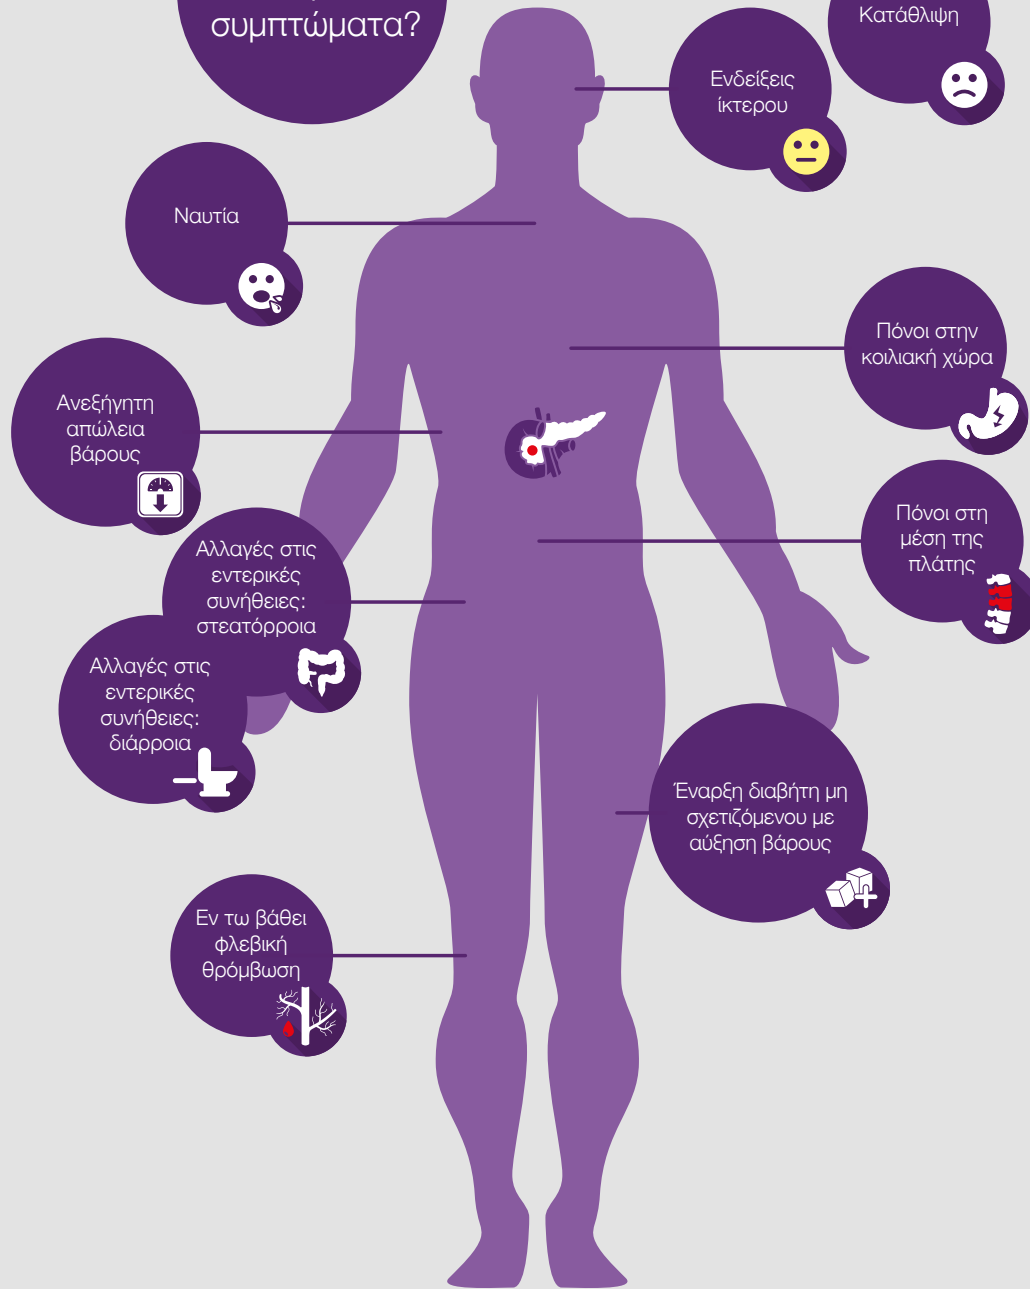 συμπτώματα?
Κατάθλιψη
Ενδείξεις
ίκτερου
Ναυτία
Πόνοι στην
κοιλιακή χώρα
Ανεξήγητη
απώλεια
βάρους
Πόνοι στη
μέση της
πλάτης
Αλλαγές στις
εντερικές
συνήθειες:
στεατόρροια
Αλλαγές στις
εντερικές
συνήθειες:
διάρροια
Έναρξη διαβήτη μη
σχετιζόμενου με
αύξηση βάρους
Εν τω βάθει
φλεβική
θρόμβωση